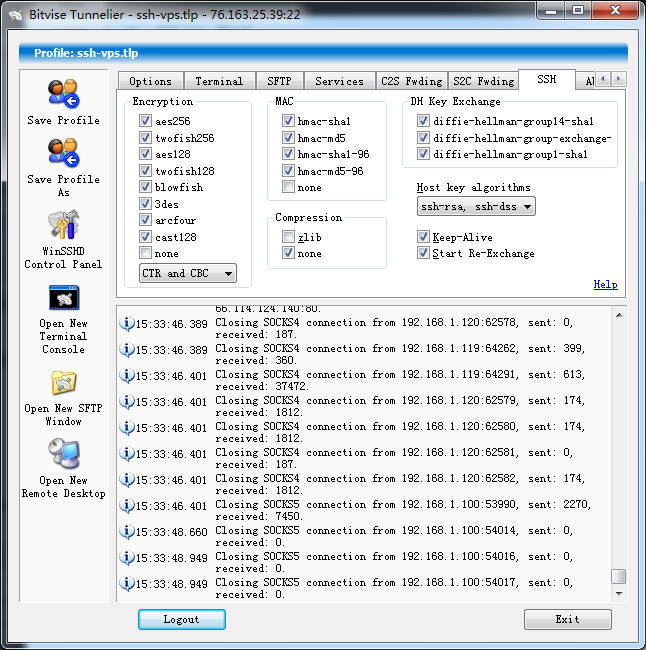 Bitvise Tunnelier - ssh-vps.tlp - 76.163.25.39:22
Profile: ssh-vps.tlp
Save Profile
Save Profile
As
WinSSHD
Control Panel
Open New
Terminal
Console
Open New SFTP
Window
Open New
Remote Desktop
Options Terminal SFTP Services C2S Fwding S2C Fwding SSH
Encryption
aes256
twofish256
aes128
twofish128
blowfish
3des
arcfour
cast128
none
CTR and CBC
MAC
hmac-sha1
hmac-md5
hmac-sha1-96
hmac-md5-96
none
Compression
zlib
none
DH Key Exchange
diffie-hellman-group14-sha1
diffie-hellman-group-exchange-
diffie-hellman-group1-sha1
Host key algorithms
ssh-rsa, ssh-dss
Keep-Alive
Start Re-Exchange
Help
66.114.124.140:80.
15:33:46.389 Closing SOCKS4 connection from 192.168.1.120:62578, sent: 0,
received: 187.
15:33:46.389 Closing SOCKS4 connection from 192.168.1.119:64262, sent: 399,
received: 360.
15:33:46.401 Closing SOCKS4 connection from 192.168.1.119:64291, sent: 613,
received: 37472.
15:33:46.401 Closing SOCKS4 connection from 192.168.1.120:62579, sent: 174,
received: 1812.
15:33:46.401 Closing SOCKS4 connection from 192.168.1.120:62580, sent: 174,
received: 1812.
15:33:46.401 Closing SOCKS4 connection from 192.168.1.120:62581, sent: 0,
received: 187.
15:33:46.401 Closing SOCKS4 connection from 192.168.1.120:62582, sent: 174,
received: 1812.
15:33:46.401 Closing SOCKS5 connection from 192.168.1.100:53990, sent: 2270,
received: 7450.
15:33:48.660 Closing SOCKS5 connection from 192.168.1.100:54014, sent: 0,
received: 0.
15:33:48.949 Closing SOCKS5 connection from 192.168.1.100:54016, sent: 0,
received: 0.
15:33:48.949 Closing SOCKS5 connection from 192.168.1.100:54017, sent: 0,
received: 0.
Logout
Exit